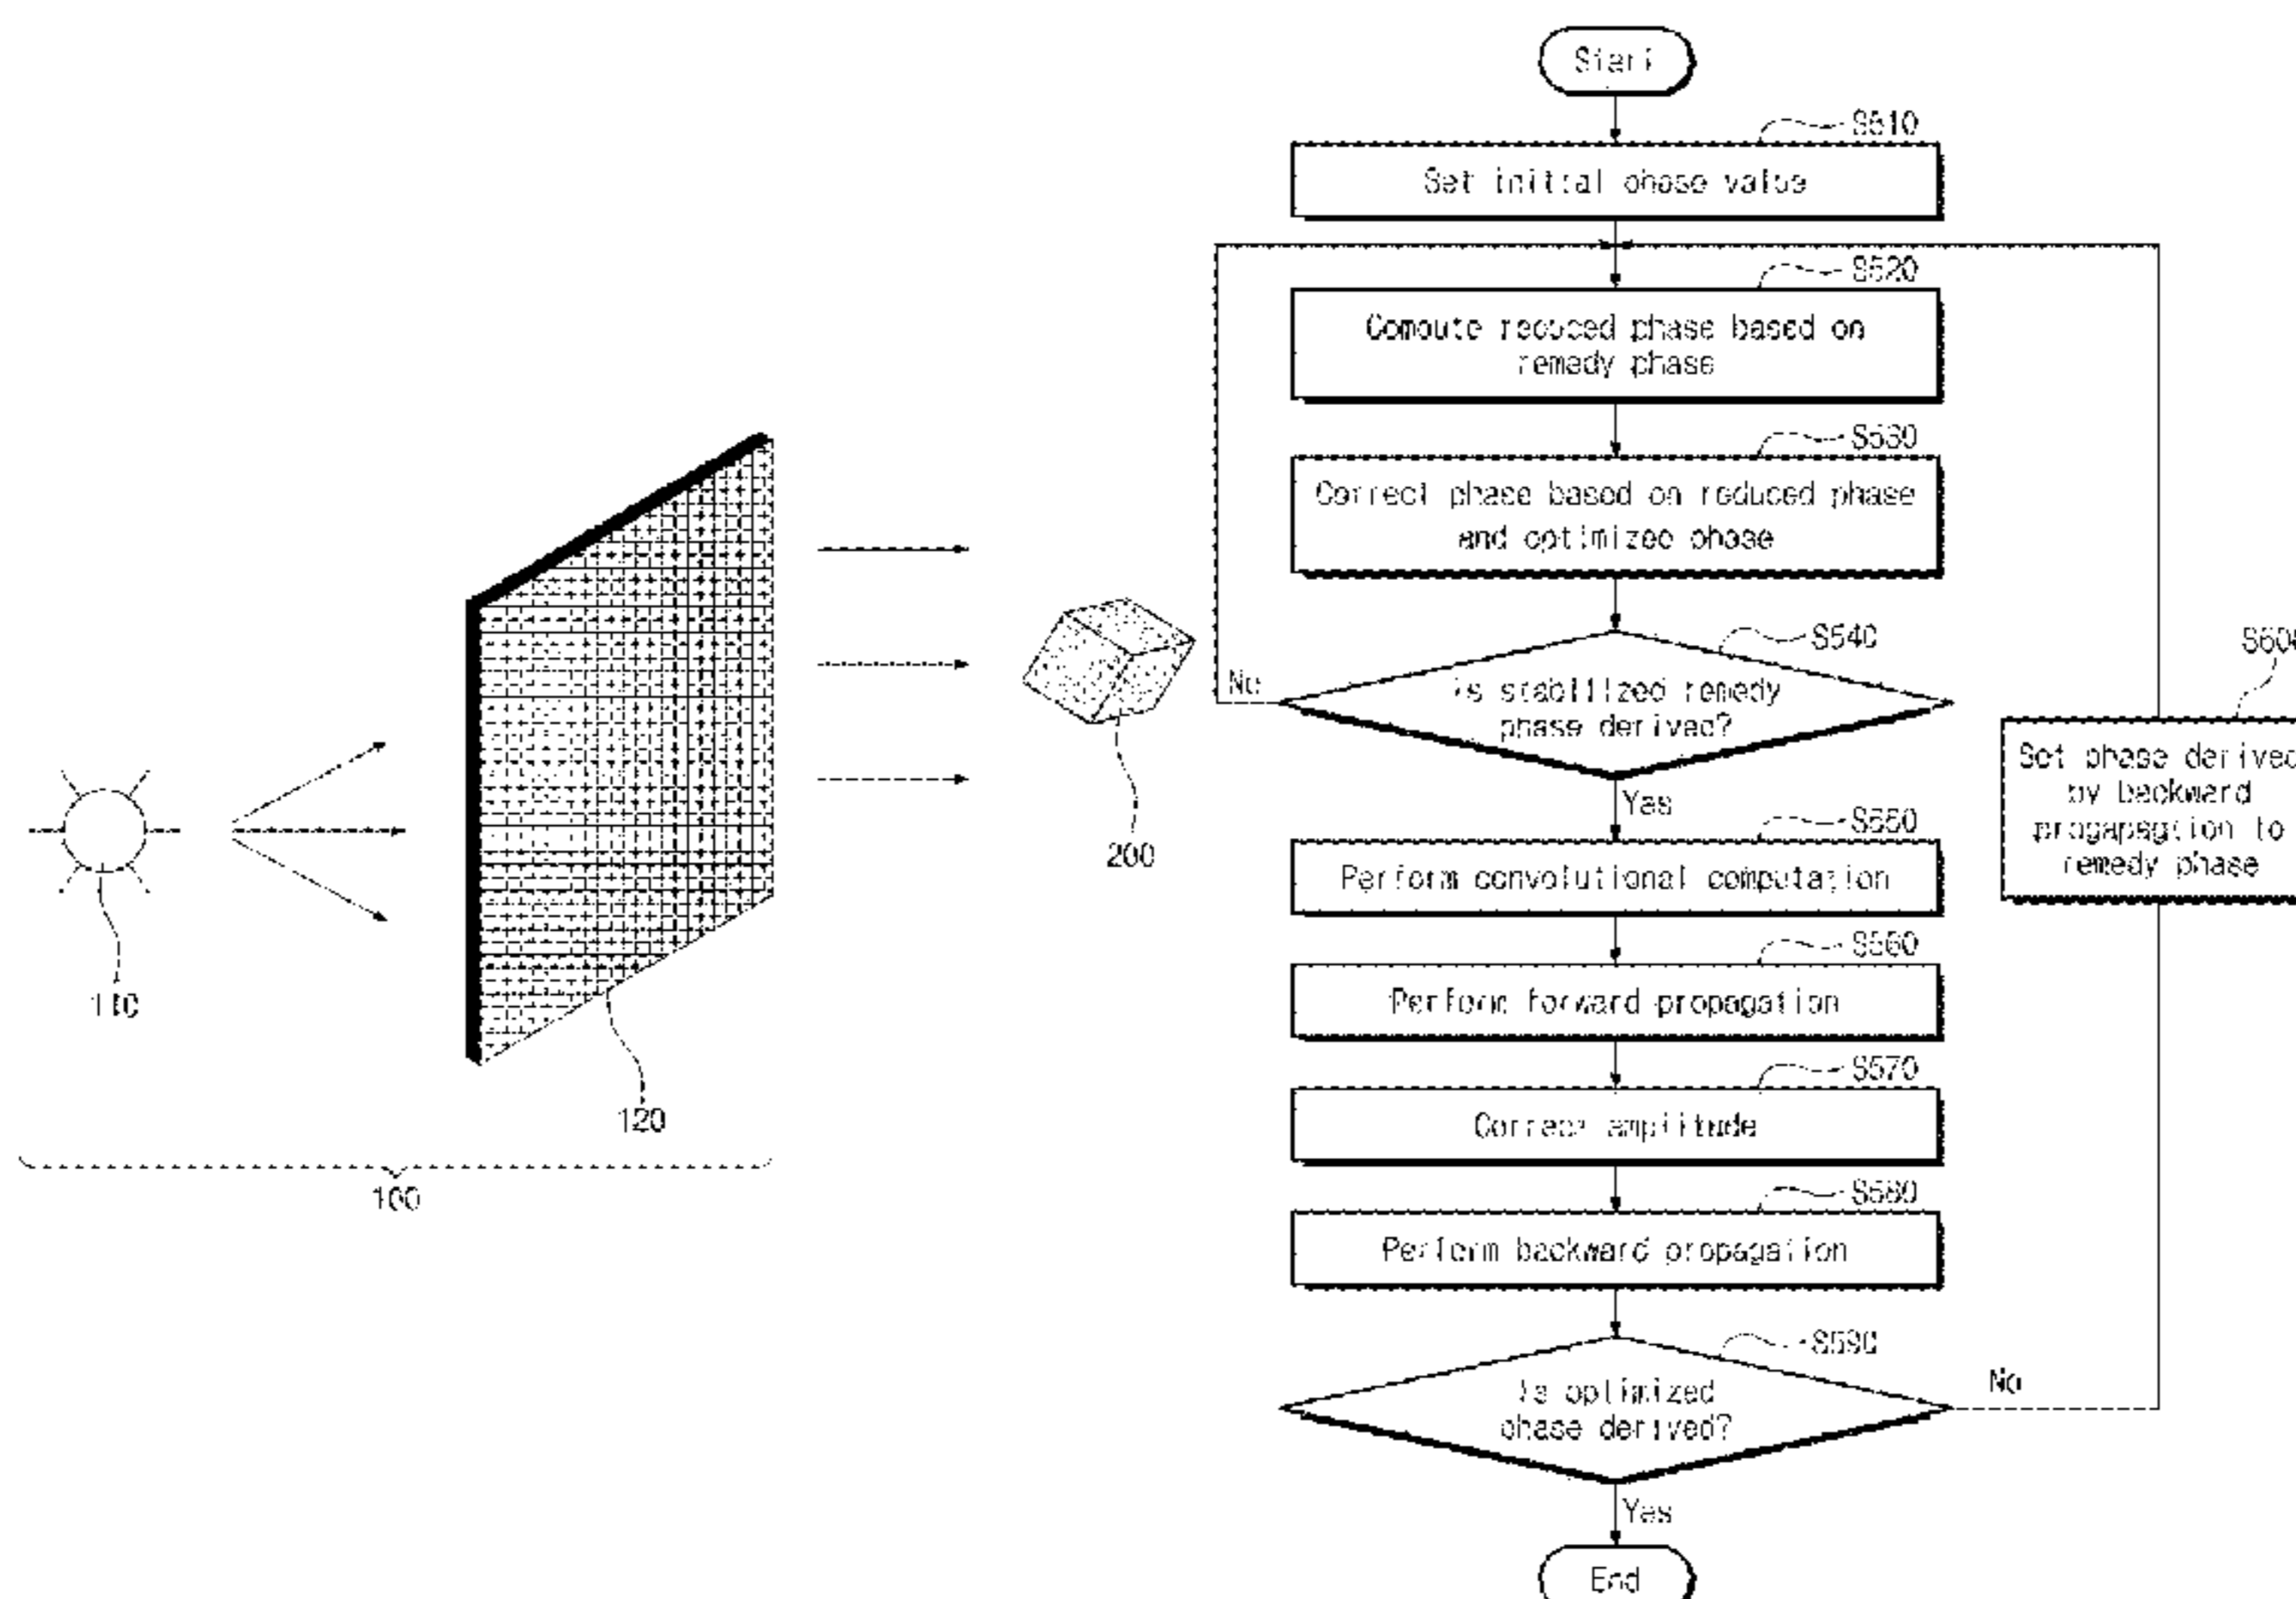 110
120
100
200
Start
S510
Set initial phase value
S520
Compute reduced phase based on
remedy phase
S530
Correct phase based on reduced phase
and optimized phase
S540
Is stabilized remedy
phase derived?
No
Yes
S550
Perform convolutional computation
S560
Perform forward propagation
S570
Correct amplitude
S580
Perform backward propagation
S590
Is optimized
phase derived?
No
Yes
End
S600
Set phase derived
by backward
progapagtion to
remedy phase